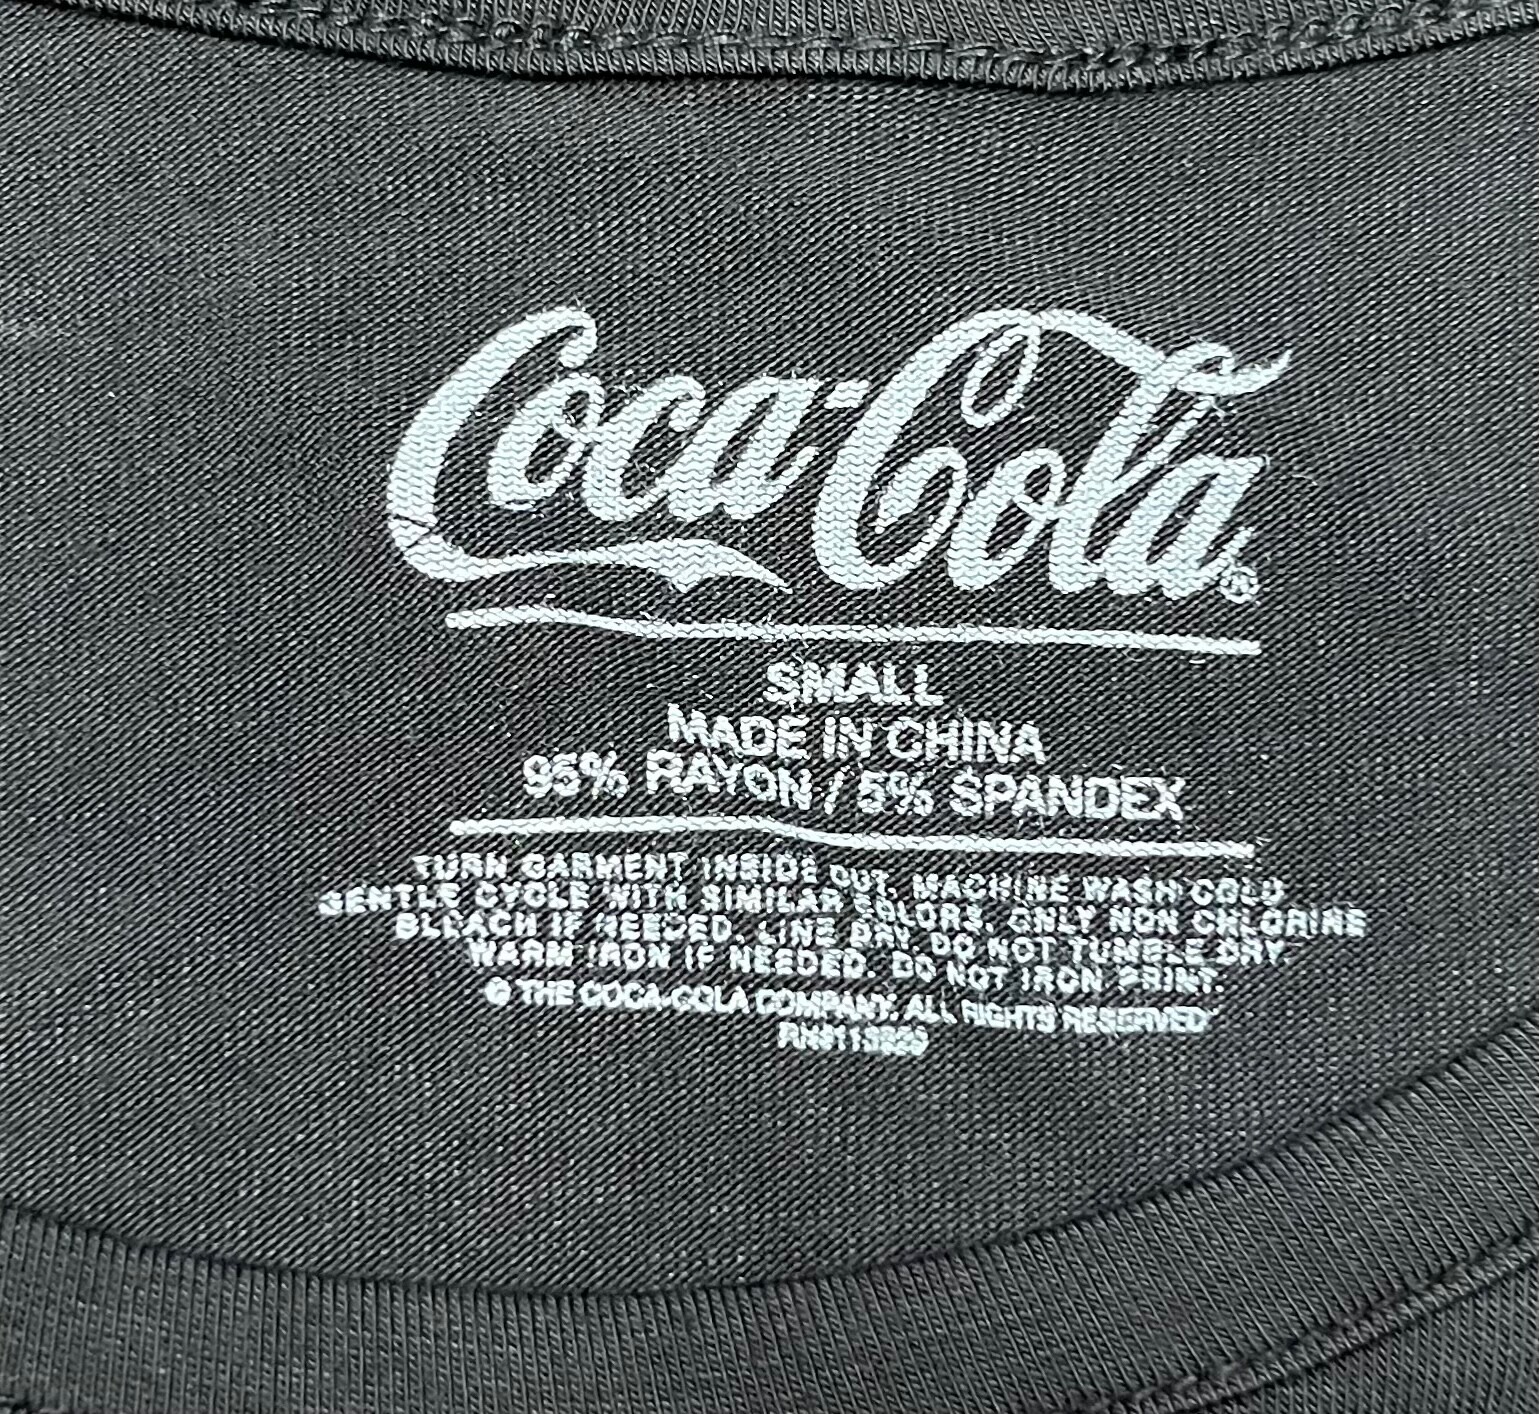 Coca-Cola®
SMALL
MADE IN CHINA
95% RAYON / 5% SPANDEX
TURN GARMENT INSIDE OUT. MACHINE WASH COLD
GENTLE CYCLE WITH SIMILAR COLORS. ONLY NON CHLORINE
BLEACH IF NEEDED. LINE DRY. DO NOT TUMBLE DRY.
WARM IRON IF NEEDED. DO NOT IRON PRINT.
© THE COCA-COLA COMPANY. ALL RIGHTS RESERVED